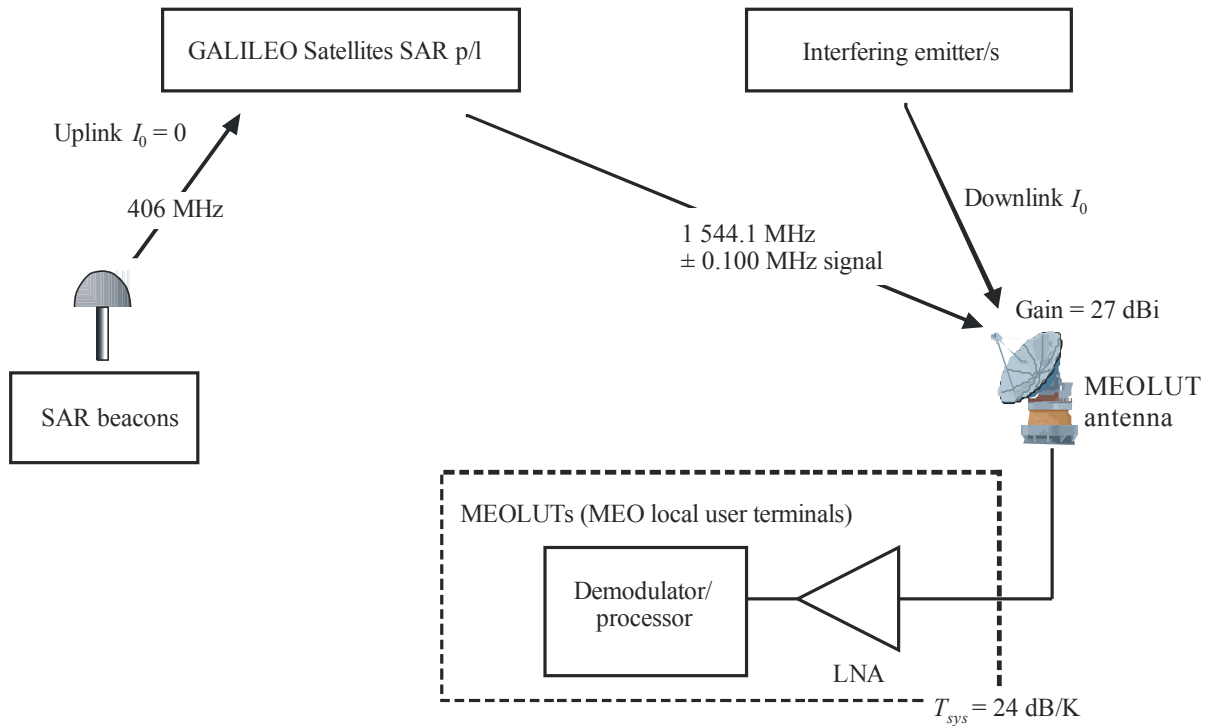 GALILEO Satellites SAR p/l
Interfering emitter/s
Uplink I₀ = 0
406 MHz
Downlink I₀
1 544.1 MHz
± 0.100 MHz signal
Gain = 27 dBi
MEOLUT
antenna
SAR beacons
MEOLUTs (MEO local user terminals)
Demodulator/
processor
LNA
Tsys = 24 dB/K